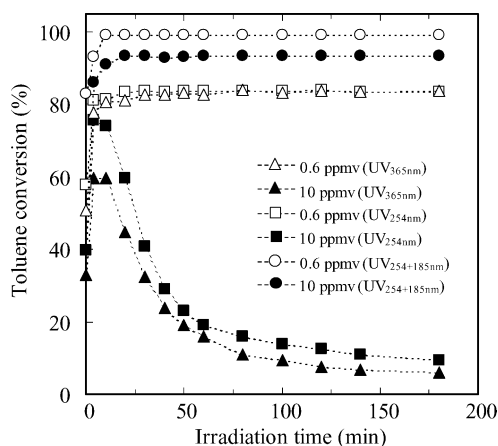 100
80
60
40
20
0
Toluene conversion (%)
0.6 ppmv (UV365nm)
10 ppmv (UV365nm)
0.6 ppmv (UV254nm)
10 ppmv (UV254nm)
0.6 ppmv (UV254+185nm)
10 ppmv (UV254+185nm)
0 50 100 150 200
Irradiation time (min)